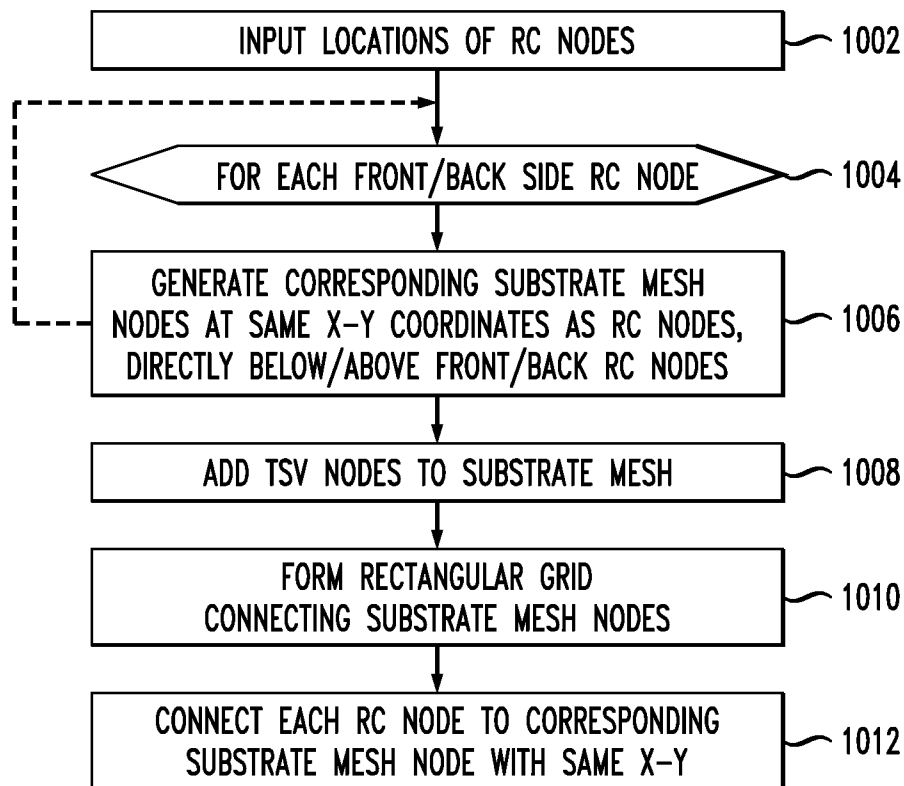 INPUT LOCATIONS OF RC NODES
1002
FOR EACH FRONT/BACK SIDE RC NODE
1004
GENERATE CORRESPONDING SUBSTRATE MESH
NODES AT SAME X-Y COORDINATES AS RC NODES,
DIRECTLY BELOW/ABOVE FRONT/BACK RC NODES
1006
ADD TSV NODES TO SUBSTRATE MESH
1008
FORM RECTANGULAR GRID
CONNECTING SUBSTRATE MESH NODES
1010
CONNECT EACH RC NODE TO CORRESPONDING
SUBSTRATE MESH NODE WITH SAME X-Y
1012